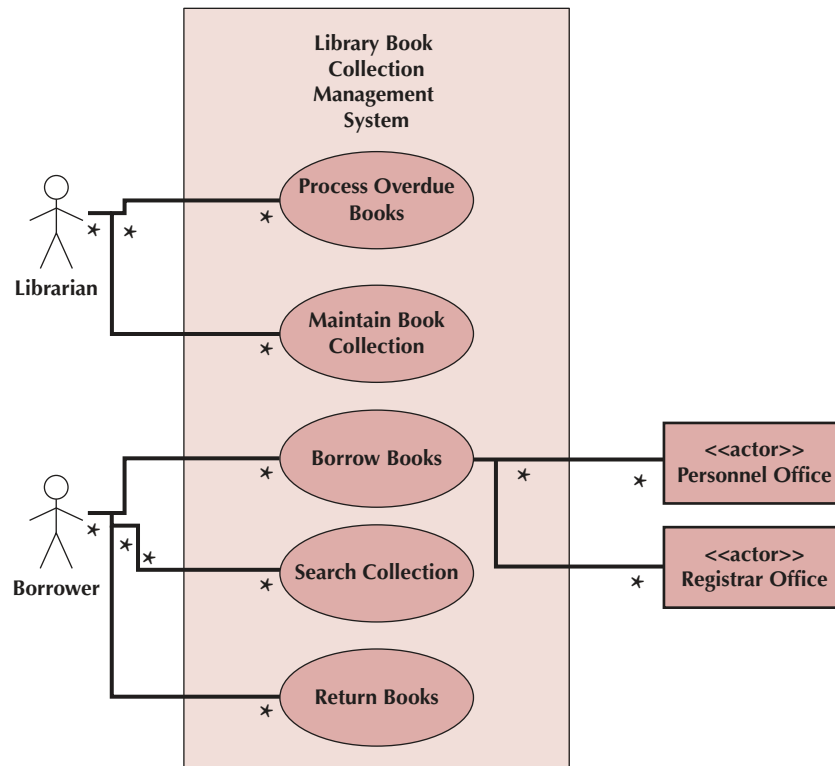 Library Book
Collection
Management
System
Process Overdue
Books
*
*
*
Librarian
Maintain Book
Collection
*
Borrow Books
*
*
*
<<actor>>
Personnel Office
*
*
*
Borrower
Search Collection
*
*
<<actor>>
Registrar Office
Return Books
*